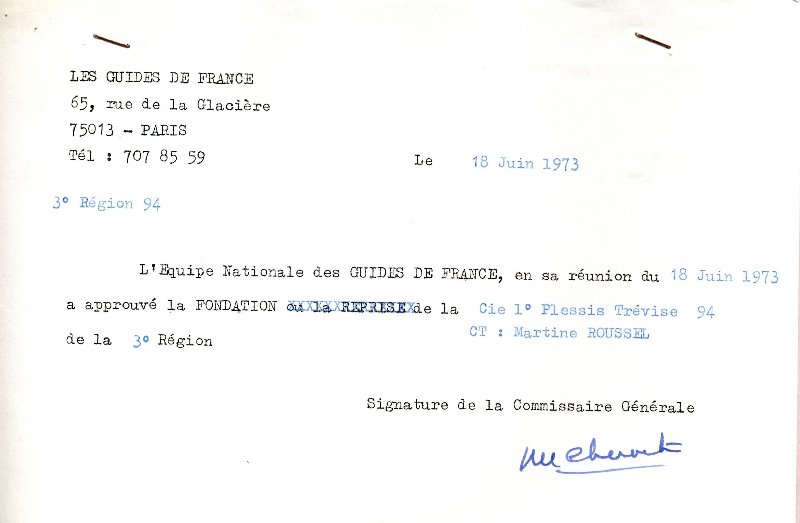 LES GUIDES DE FRANCE
65, rue de la Glacière
75013 - PARIS
Tél : 707 85 59
Le 18 Juin 1973
3° Région 94
L'Equipe Nationale des GUIDES DE FRANCE, en sa réunion du 18 Juin 1973
a approuvé la FONDATION ou la REPRISE de la Cie 1° Plessis Trévise 94
CT : Martine ROUSSEL
de la 3° Région
Signature de la Commissaire Générale